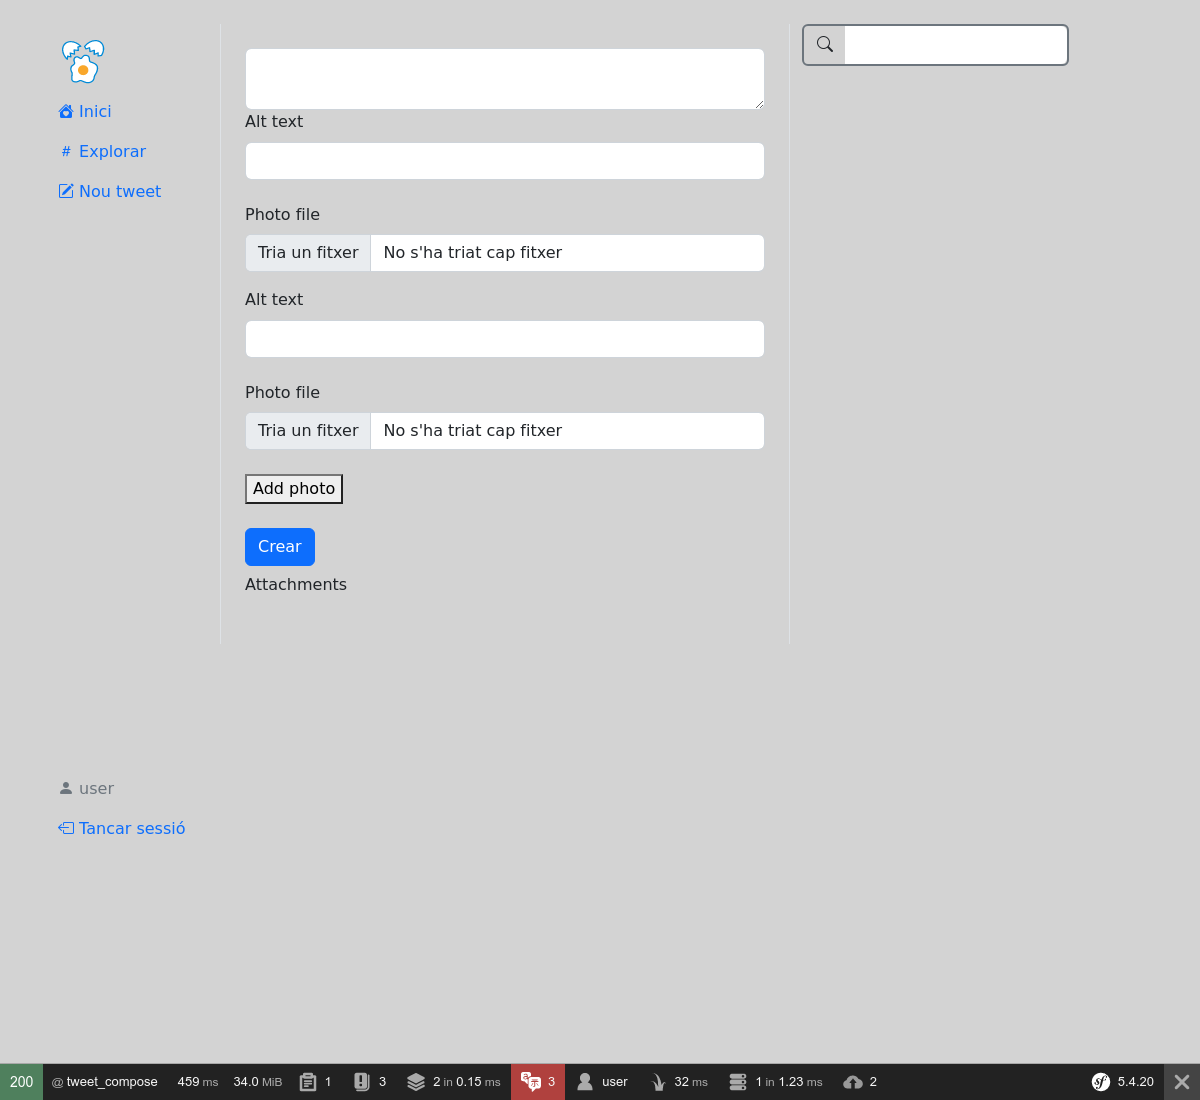 Inici
# Explorar
Nou tweet
Alt text
Photo file
Tria un fitxer No s'ha triat cap fitxer
Alt text
Photo file
Tria un fitxer No s'ha triat cap fitxer
Add photo
Crear
Attachments
user
Tancar sessió
200 @ tweet_compose 459 ms 34.0 MiB 1 3 2 in 0.15 ms 3 user 32 ms 1 in 1.23 ms 2 sf 5.4.20